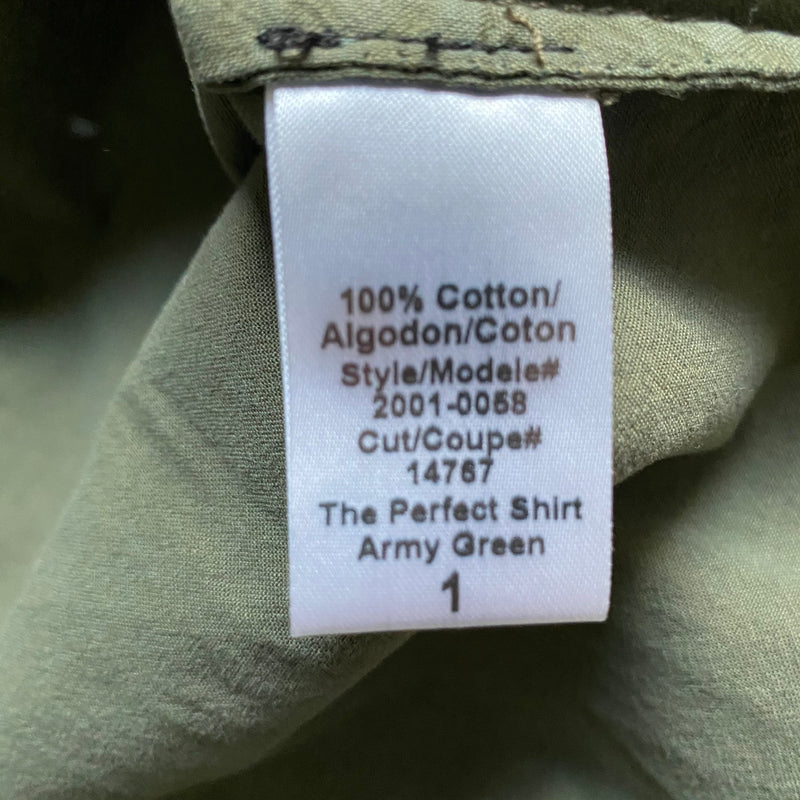 100% Cotton/
Algodon/Coton
Style/Modele#
2001-0058
Cut/Coupe#
14767
The Perfect Shirt
Army Green
1